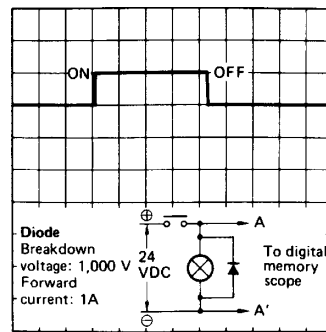 ON
OFF
⊕
A
Diode
Breakdown
voltage: 1,000 V
Forward
current: 1A
24
VDC
To digital
memory
scope
⊖
A'